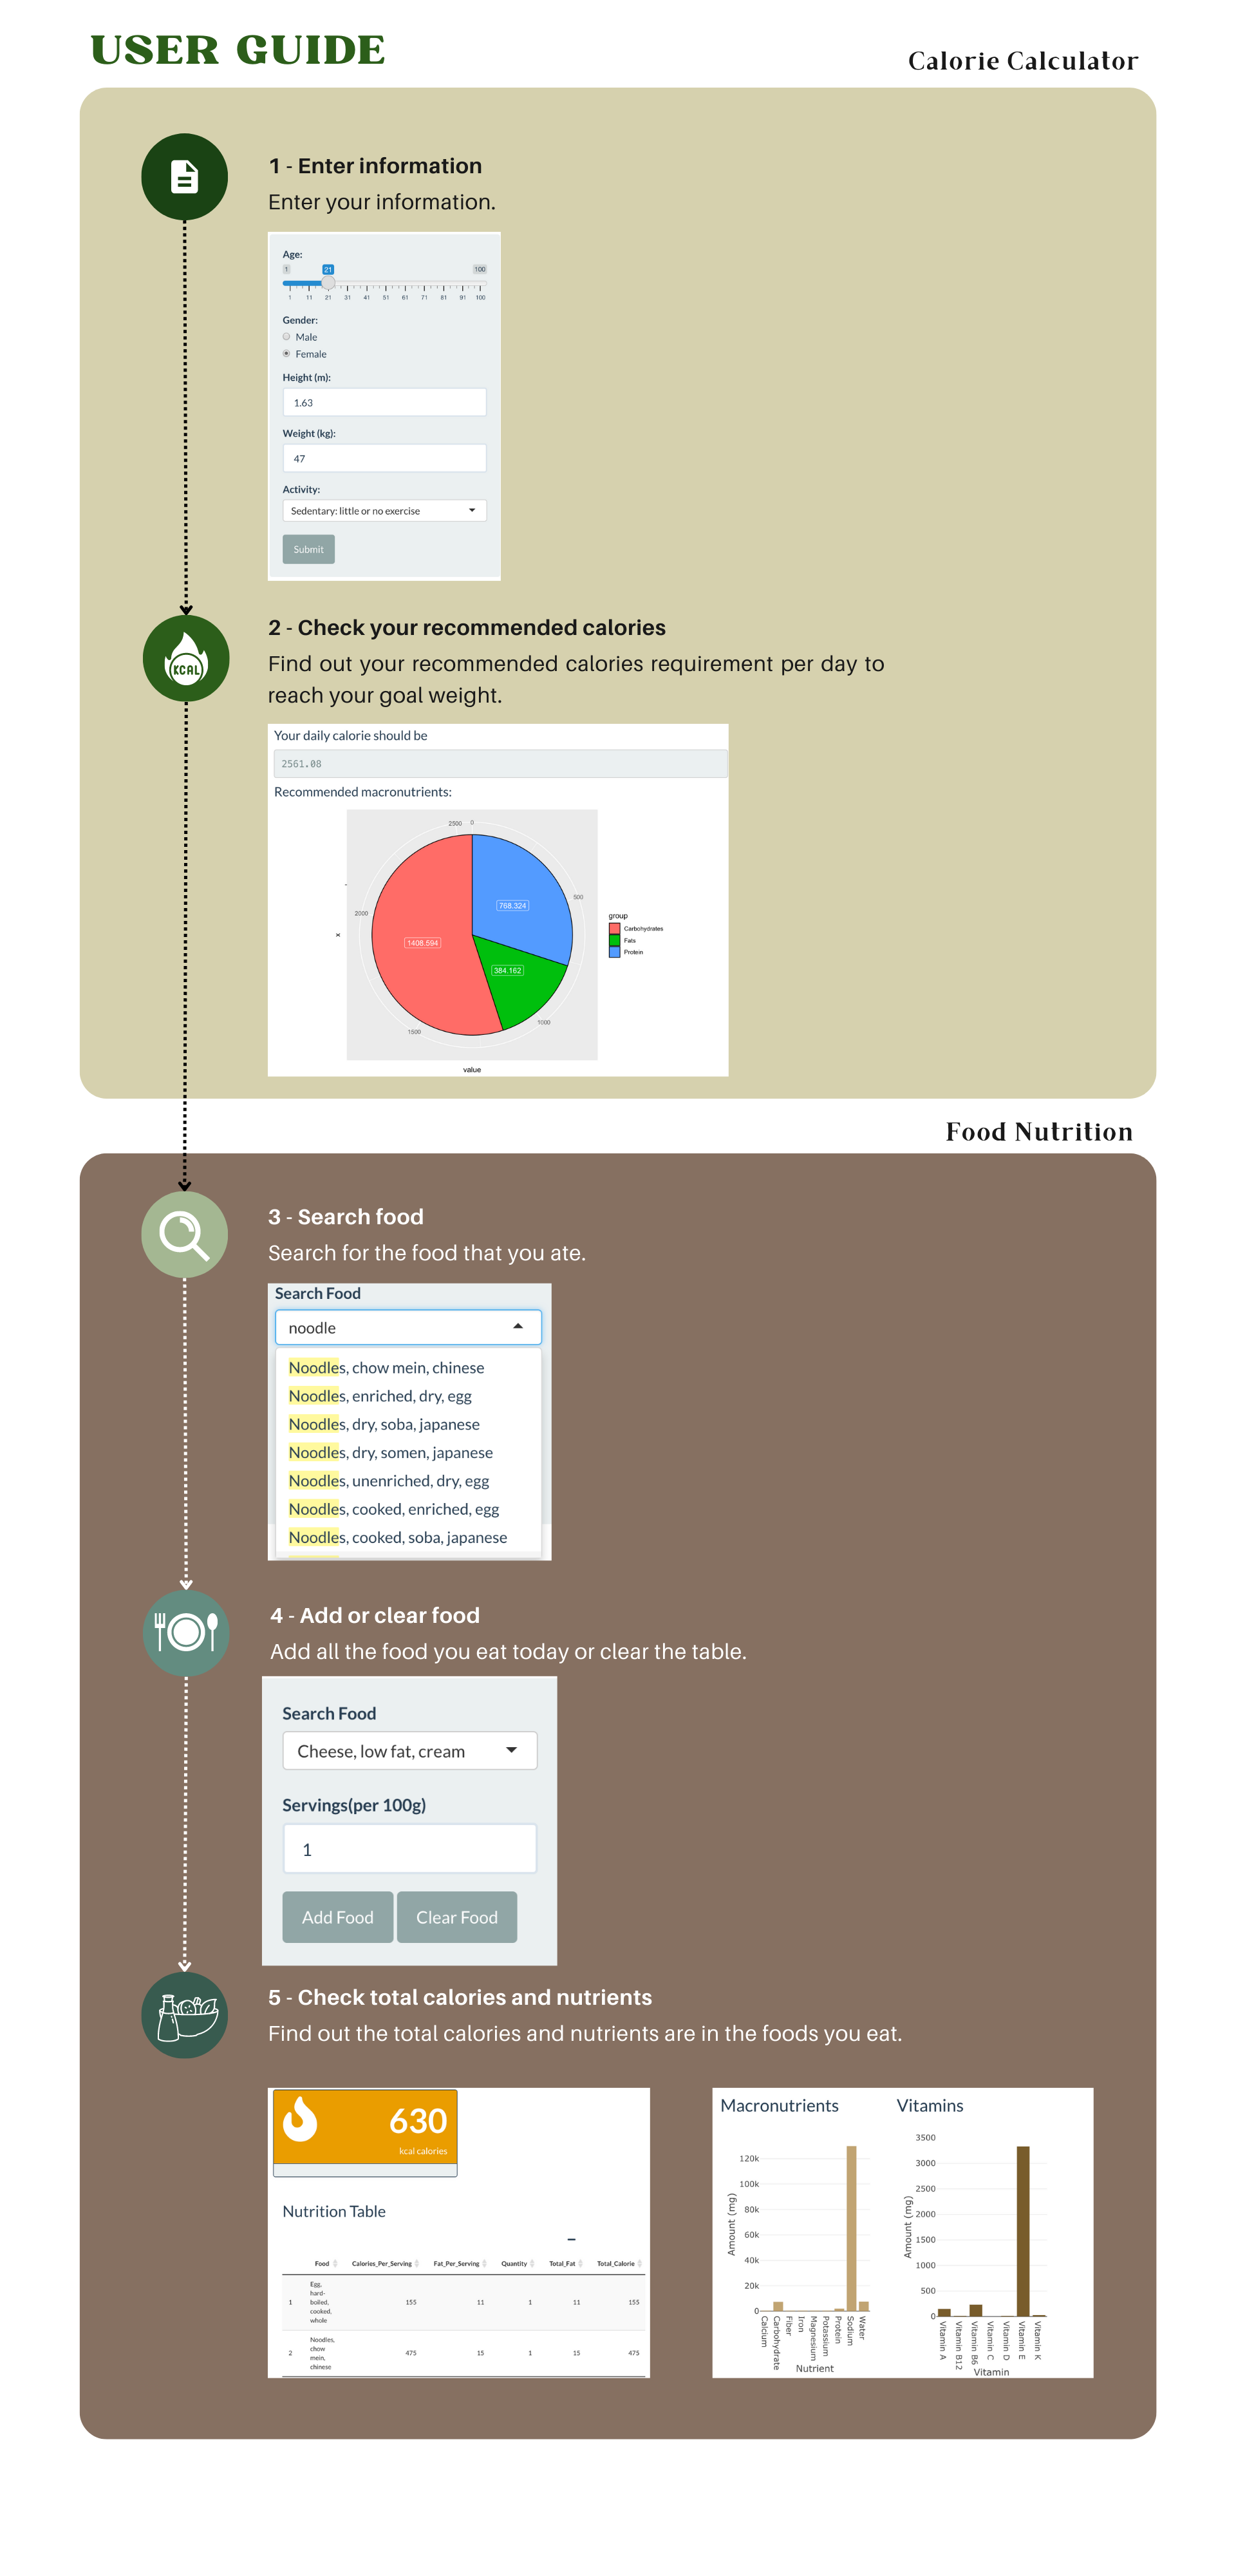 USER GUIDE
Calorie Calculator
1 - Enter information
Enter your information.
Age:
1 21 100
1 11 21 31 41 51 61 71 81 91 100
Gender:
Male
Female
Height (m):
1.63
Weight (kg):
47
Activity:
Sedentary: little or no exercise
Submit
KCAL
2 - Check your recommended calories
Find out your recommended calories requirement per day to
reach your goal weight.
Your daily calorie should be
2561.08
Recommended macronutrients:
2500 0
500
2000
768.324
1408.594
384.162
1500
1000
x
value
group
Carbohydrates
Fats
Protein
Food Nutrition
3 - Search food
Search for the food that you ate.
Search Food
noodle
Noodles, chow mein, chinese
Noodles, enriched, dry, egg
Noodles, dry, soba, japanese
Noodles, dry, somen, japanese
Noodles, unenriched, dry, egg
Noodles, cooked, enriched, egg
Noodles, cooked, soba, japanese
4 - Add or clear food
Add all the food you eat today or clear the table.
Search Food
Cheese, low fat, cream
Servings(per 100g)
1
Add Food Clear Food
5 - Check total calories and nutrients
Find out the total calories and nutrients are in the foods you eat.
630
kcal calories
Nutrition Table
Food Calories_Per_Serving Fat_Per_Serving Quantity Total_Fat Total_Calorie
1 Egg, hard-boiled, cooked, whole 155 11 1 11 155
2 Noodles, chow mein, chinese 475 15 1 15 475
Macronutrients
120k
100k
80k
60k
40k
20k
0
Amount (mg)
Calcium
Carbohydrate
Fiber
Iron
Magnesium
Potassium
Protein
Sodium
Water
Nutrient
Vitamins
3500
3000
2500
2000
1500
1000
500
0
Amount (mg)
Vitamin A
Vitamin B12
Vitamin B6
Vitamin C
Vitamin D
Vitamin E
Vitamin K
Vitamin